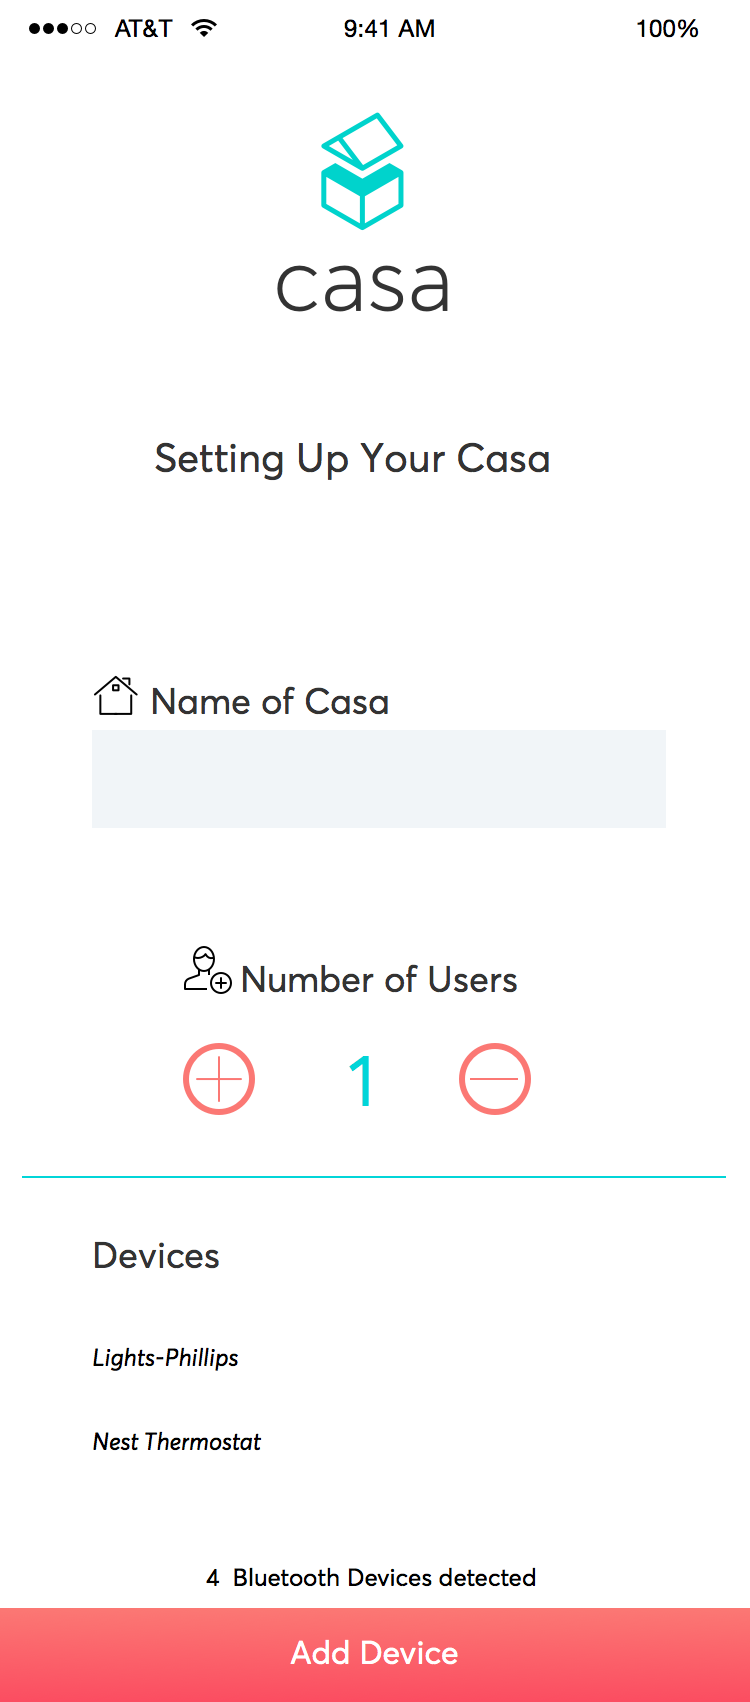 AT&T 9:41 AM 100%
casa
Setting Up Your Casa
Name of Casa
Number of Users
1
Devices
Lights-Phillips
Nest Thermostat
4 Bluetooth Devices detected
Add Device